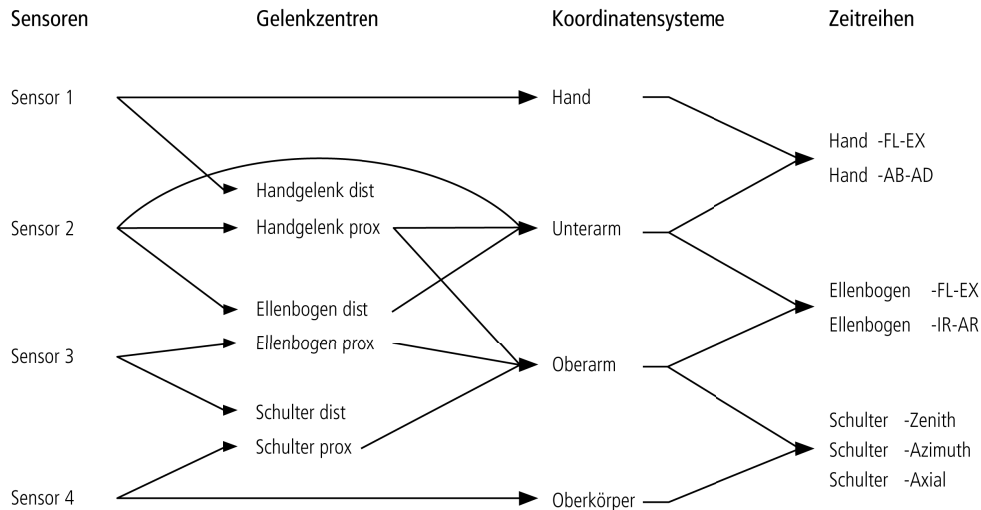 Sensoren Gelenkzentren Koordinatensysteme Zeitreihen
Sensor 1 Hand
Hand -FL-EX
Hand -AB-AD
Handgelenk dist
Sensor 2 Handgelenk prox Unterarm
Ellenbogen -FL-EX
Ellenbogen dist
Ellenbogen -IR-AR
Ellenbogen prox
Sensor 3 Oberarm
Schulter dist
Schulter -Zenith
Schulter prox
Schulter -Azimuth
Schulter -Axial
Sensor 4 Oberkörper